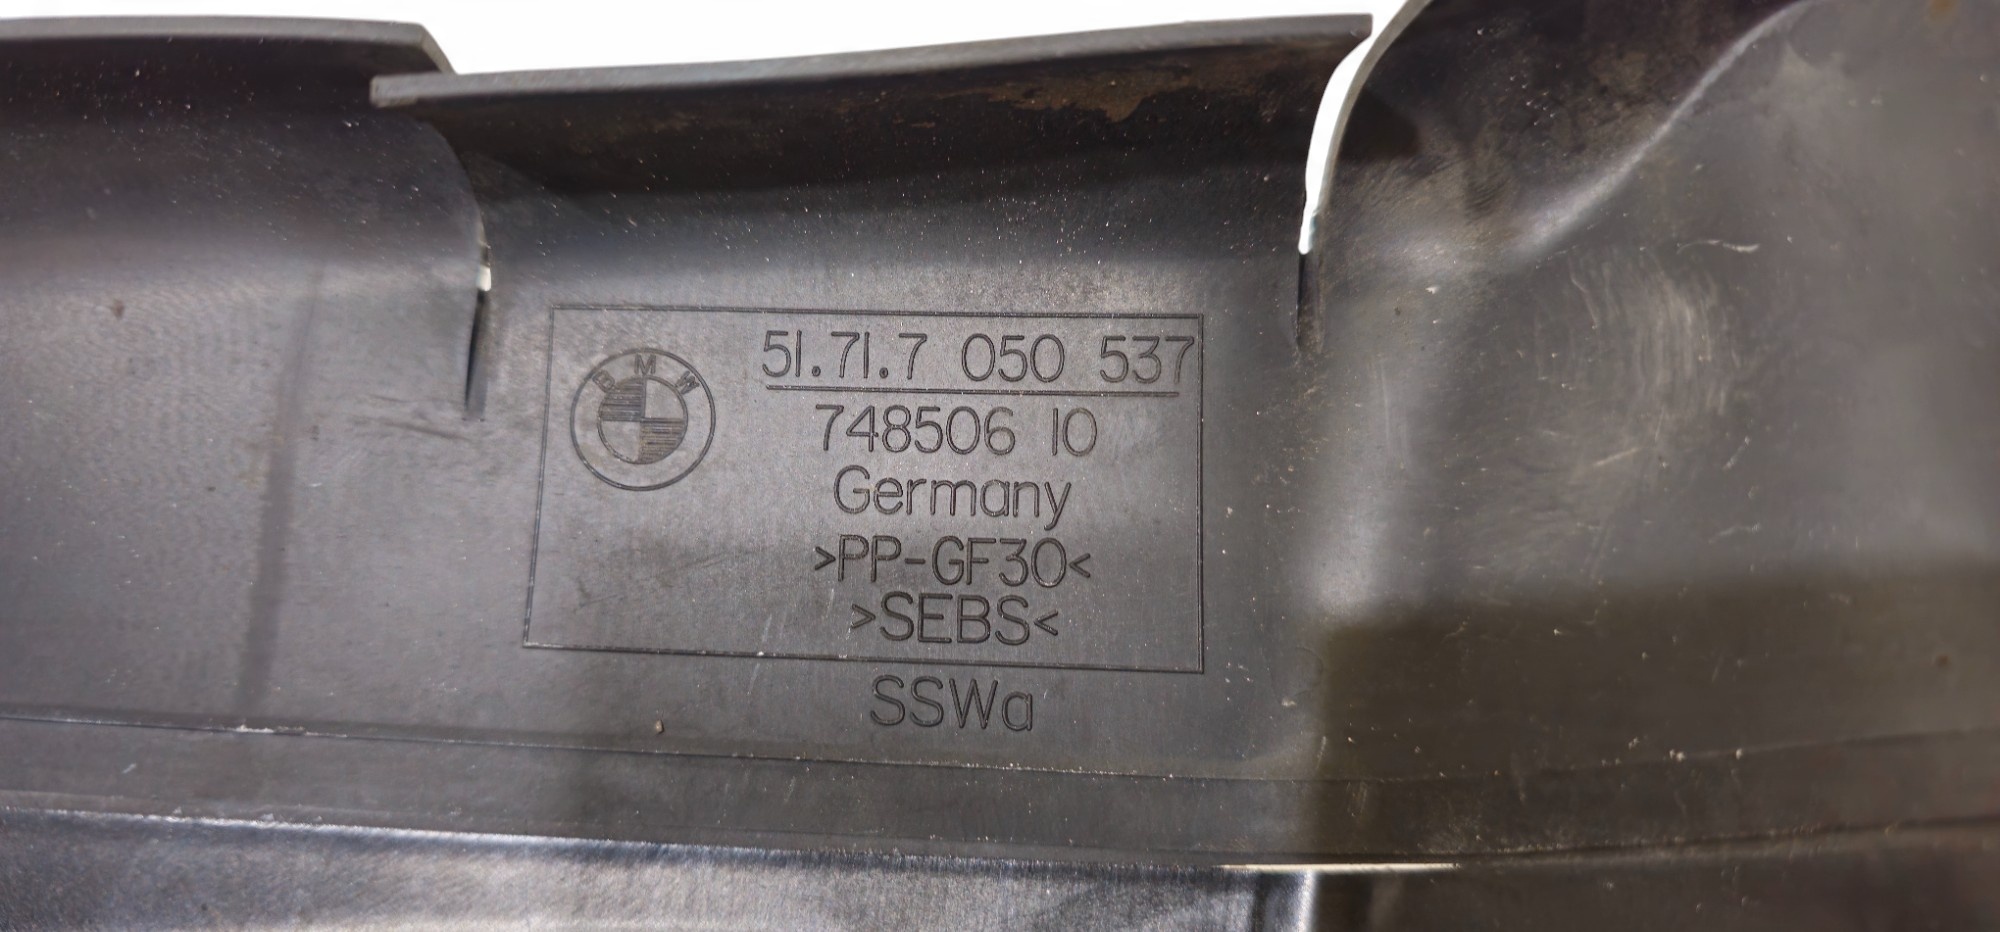 BMW
51.71.7 050 537
748506 10
Germany
>PP-GF30<
>SEBS<
SSWa